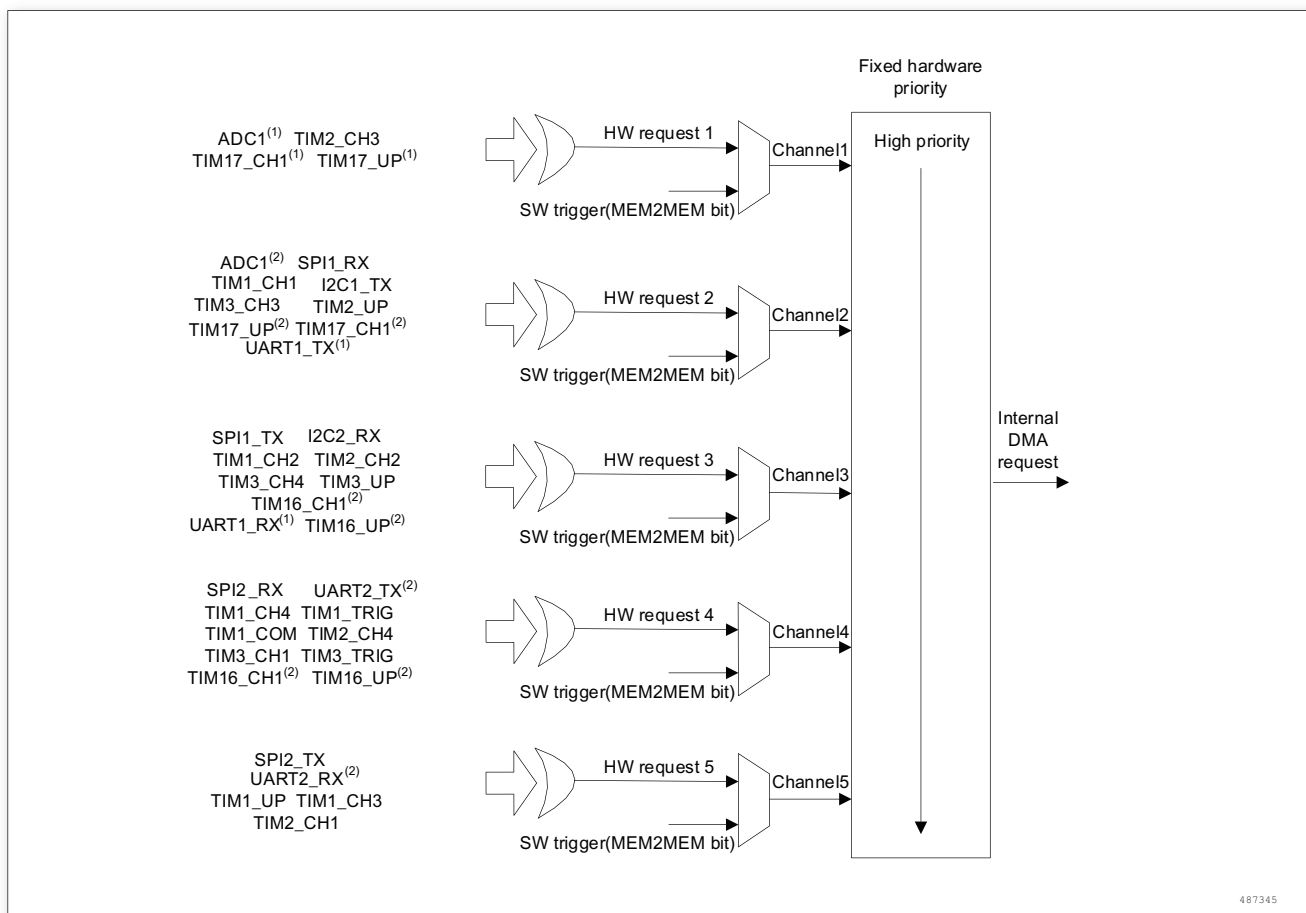 Fixed hardware
priority
High priority
ADC1(1) TIM2_CH3
TIM17_CH1(1) TIM17_UP(1)
HW request 1
SW trigger(MEM2MEM bit)
Channel1
ADC1(2) SPI1_RX
TIM1_CH1 I2C1_TX
TIM3_CH3 TIM2_UP
TIM17_UP(2) TIM17_CH1(2)
UART1_TX(1)
HW request 2
SW trigger(MEM2MEM bit)
Channel2
SPI1_TX I2C2_RX
TIM1_CH2 TIM2_CH2
TIM3_CH4 TIM3_UP
TIM16_CH1(2)
UART1_RX(1) TIM16_UP(2)
HW request 3
SW trigger(MEM2MEM bit)
Channel3
Internal
DMA
request
SPI2_RX UART2_TX(2)
TIM1_CH4 TIM1_TRIG
TIM1_COM TIM2_CH4
TIM3_CH1 TIM3_TRIG
TIM16_CH1(2) TIM16_UP(2)
HW request 4
SW trigger(MEM2MEM bit)
Channel4
SPI2_TX
UART2_RX(2)
TIM1_UP TIM1_CH3
TIM2_CH1
HW request 5
SW trigger(MEM2MEM bit)
Channel5
487345